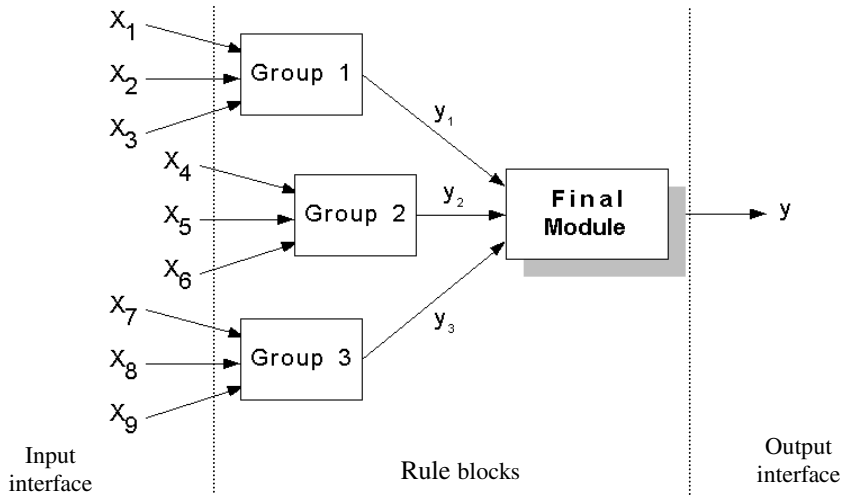 X1
X2
X3
Group 1
y1
X4
X5
X6
Group 2
y2
Final
Module
y
X7
X8
X9
Group 3
y3
Input
interface
Rule blocks
Output
interface